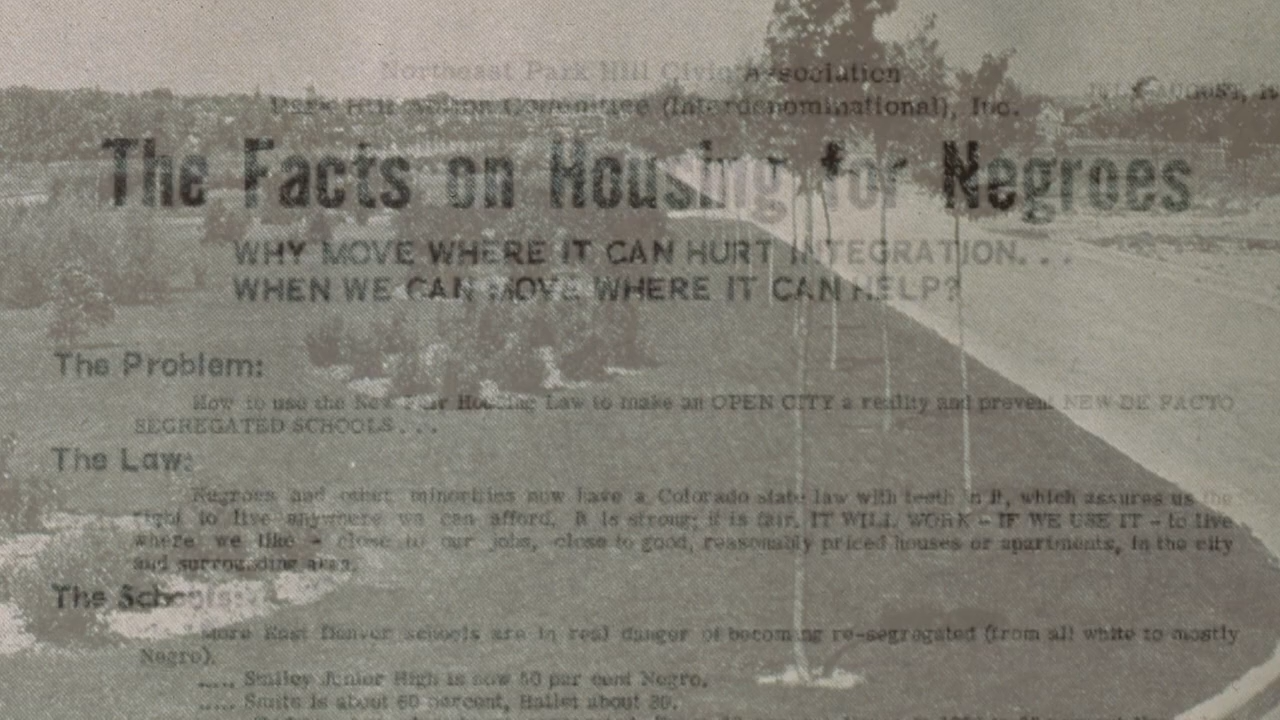 Northeast Park Hill Civic Association
Park Hill Action Committee (Interdenominational), Inc.
JULY-AUGUST, 19
The Facts on Housing for Negroes
WHY MOVE WHERE IT CAN HURT INTEGRATION. . .
WHEN WE CAN MOVE WHERE IT CAN HELP?
The Problem:
How to use the New Fair Housing Law to make an OPEN CITY a reality and prevent NEW DE FACTO
SEGREGATED SCHOOLS . . .
The Law:
Negroes and other minorities now have a Colorado state law with teeth in it, which assures us the
right to live anywhere we can afford. It is strong; it is fair. IT WILL WORK - IF WE USE IT - to live
where we like - close to our jobs, close to good, reasonably priced houses or apartments, in the city
and surrounding area.
The Schools:
More East Denver schools are in real danger of becoming re-segregated (from all white to mostly
Negro).
..... Smiley Junior High is now 50 per cent Negro.
..... Smith is about 60 percent, Hallet about 30.